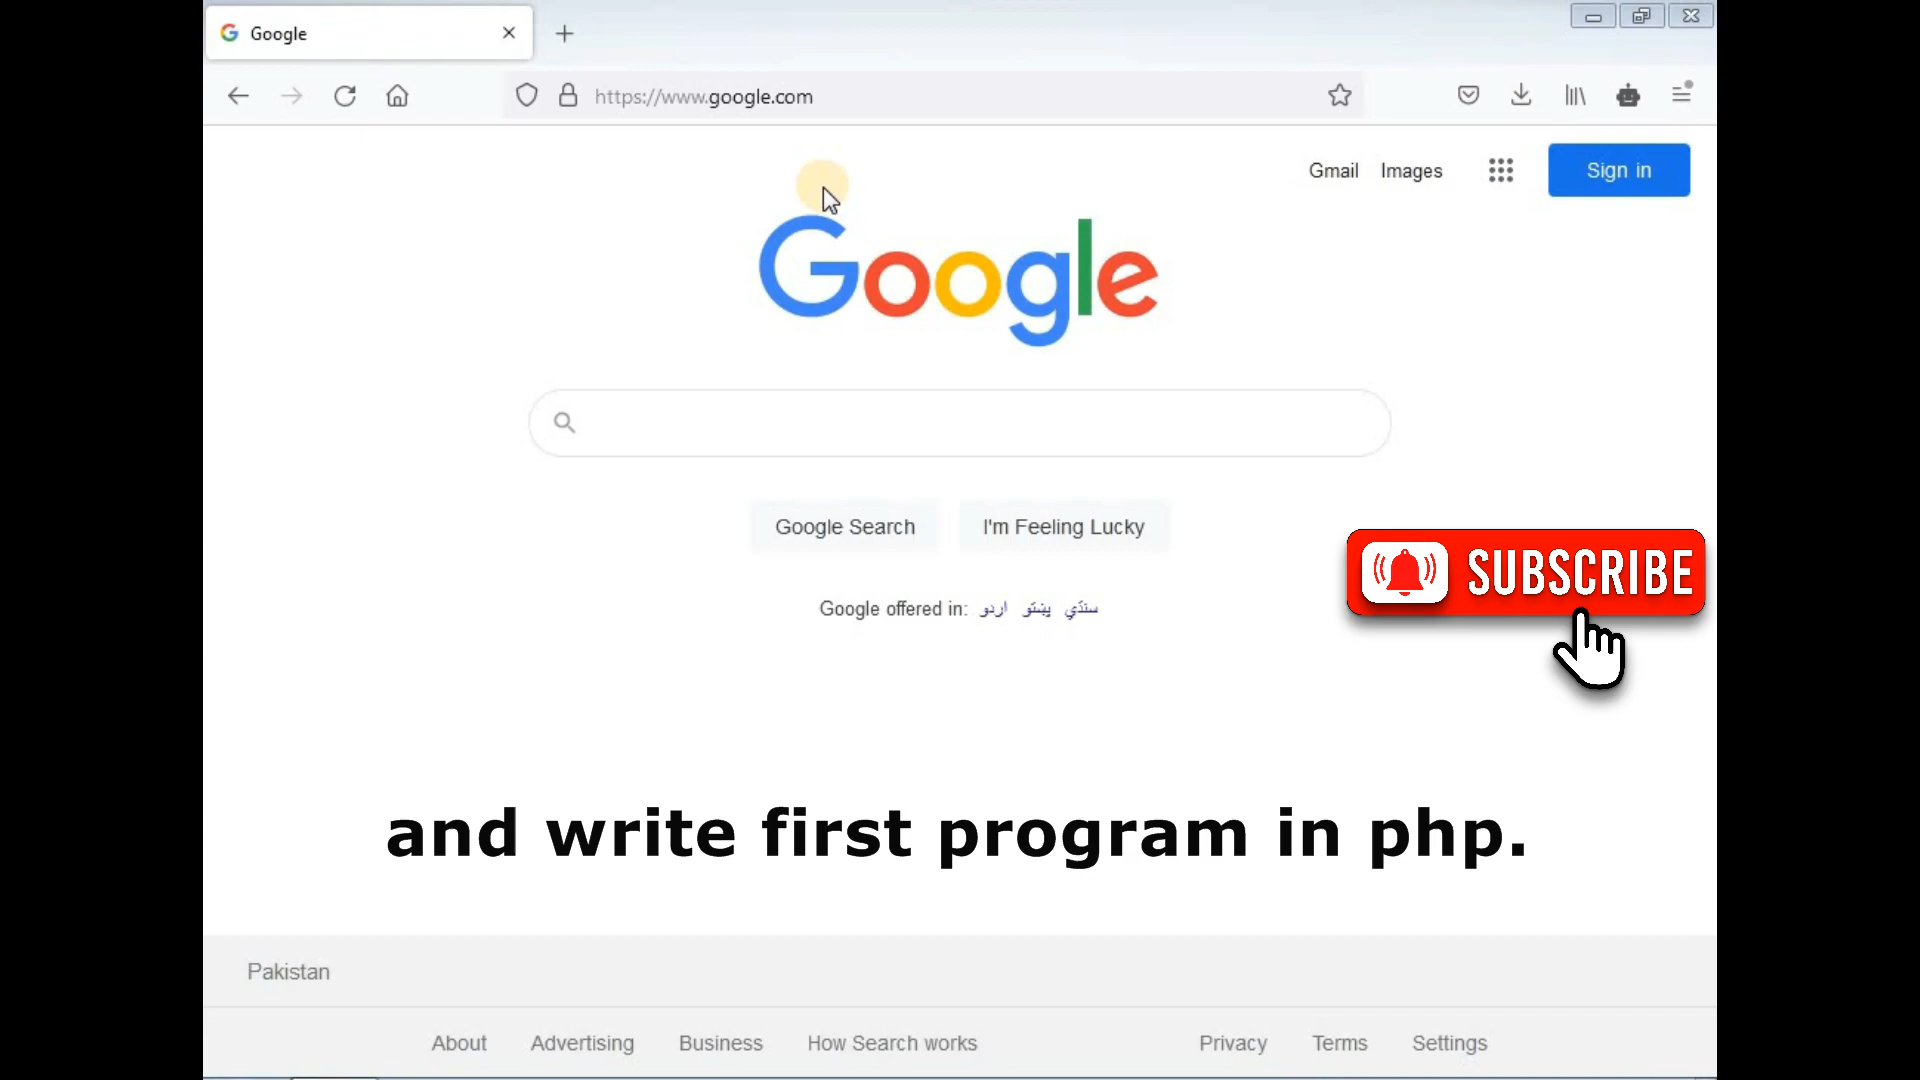 Google
https://www.google.com
Gmail Images Sign in
Google
Google Search I'm Feeling Lucky
SUBSCRIBE
Google offered in: اردو پښتو سنڌي
and write first program in php.
Pakistan
About Advertising Business How Search works Privacy Terms Settings